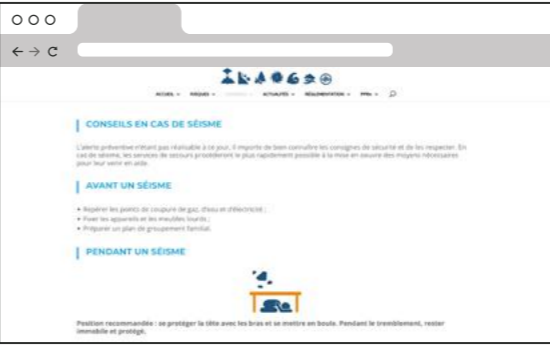 ACCUEIL RISQUES CONSEILS ACTUALITÉS RÉGLEMENTATION PPRN
CONSEILS EN CAS DE SÉISME
L'alerte préventive n'étant pas réalisable à ce jour, il importe de bien connaître les consignes de sécurité et de les respecter. En
cas de séisme, les services de secours procéderont le plus rapidement possible à la mise en oeuvre des moyens nécessaires
pour leur venir en aide.
AVANT UN SÉISME
• Repérer les points de coupure de gaz, d'eau et d'électricité ;
• Fixer les appareils et les meubles lourds ;
• Préparer un plan de groupement familial.
PENDANT UN SÉISME
Position recommandée : se protéger la tête avec les bras et se mettre en boule. Pendant le tremblement, rester
immobile et protégé.